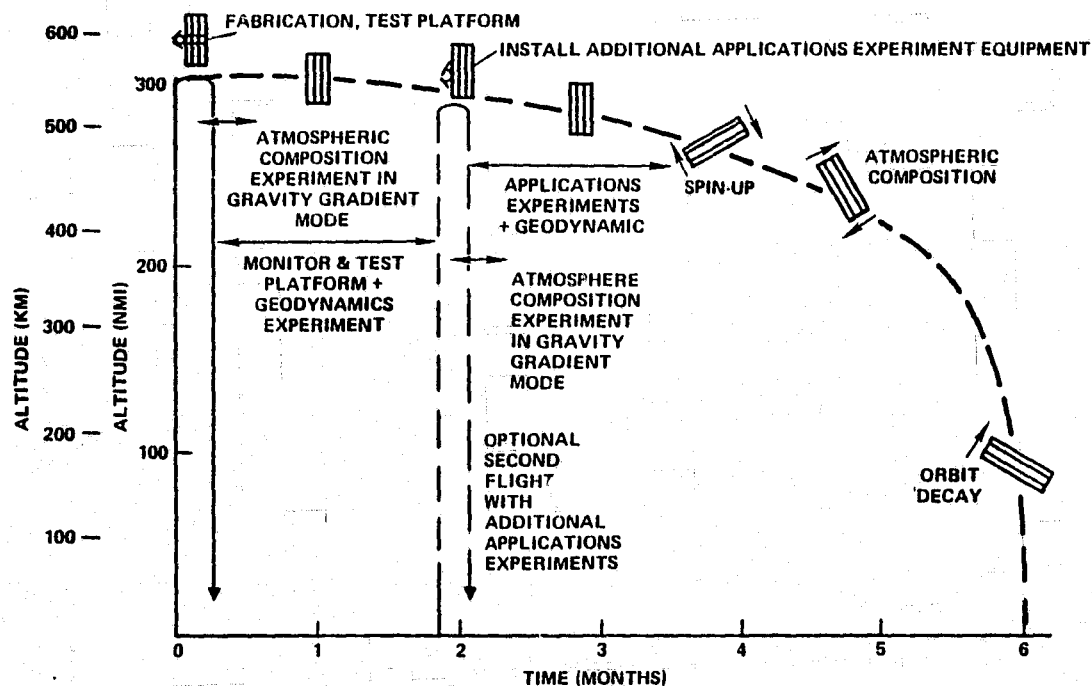 FABRICATION, TEST PLATFORM
INSTALL ADDITIONAL APPLICATIONS EXPERIMENT EQUIPMENT
600
500
400
300
200
100
ALTITUDE (KM)
300
200
100
ALTITUDE (NMI)
ATMOSPHERIC
COMPOSITION
EXPERIMENT IN
GRAVITY GRADIENT
MODE
MONITOR & TEST
PLATFORM +
GEODYNAMICS
EXPERIMENT
APPLICATIONS
EXPERIMENTS
+ GEODYNAMIC
ATMOSPHERE
COMPOSITION
EXPERIMENT
IN GRAVITY
GRADIENT
MODE
OPTIONAL
SECOND
FLIGHT
WITH
ADDITIONAL
APPLICATIONS
EXPERIMENTS
SPIN-UP
ATMOSPHERIC
COMPOSITION
ORBIT
DECAY
0 1 2 3 4 5 6
TIME (MONTHS)